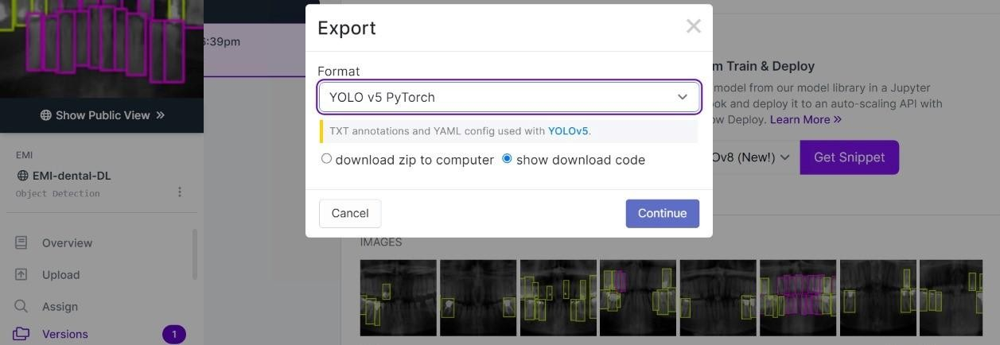 Export
Format
YOLO v5 PyTorch
TXT annotations and YAML config used with YOLOv5.
download zip to computer
show download code
Cancel
Continue
:39pm
Show Public View
EMI
EMI-dental-DL
Object Detection
Overview
Upload
Assign
Versions
1
Train & Deploy
model from our model library in a Jupyter
and deploy it to an auto-scaling API with
Deploy. Learn More
Ov8 (New!)
Get Snippet
IMAGES